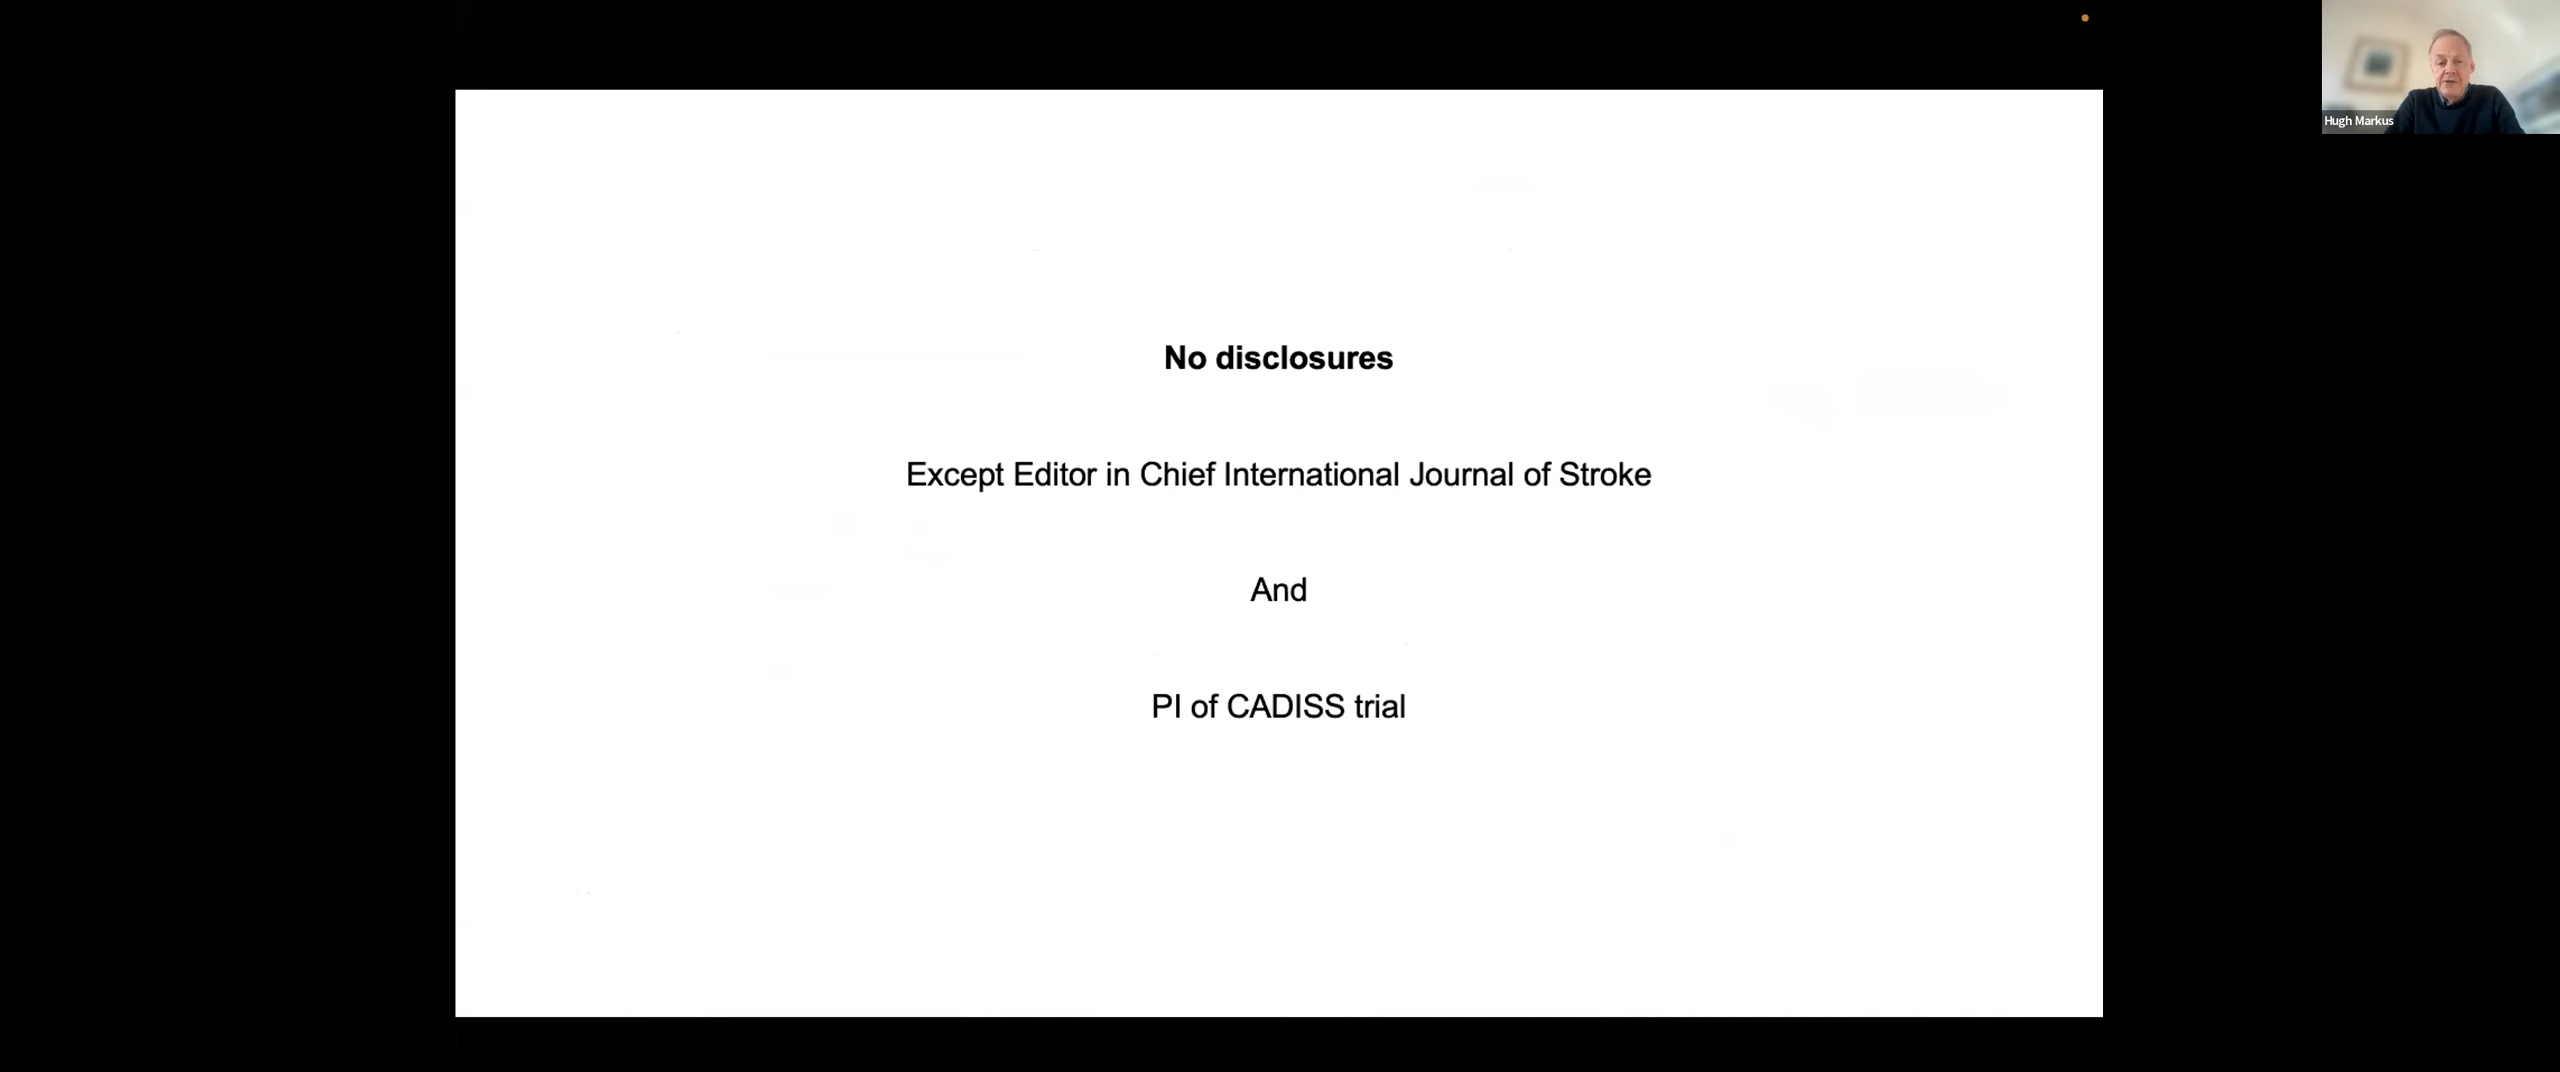 Hugh Markus
No disclosures
Except Editor in Chief International Journal of Stroke
And
PI of CADISS trial